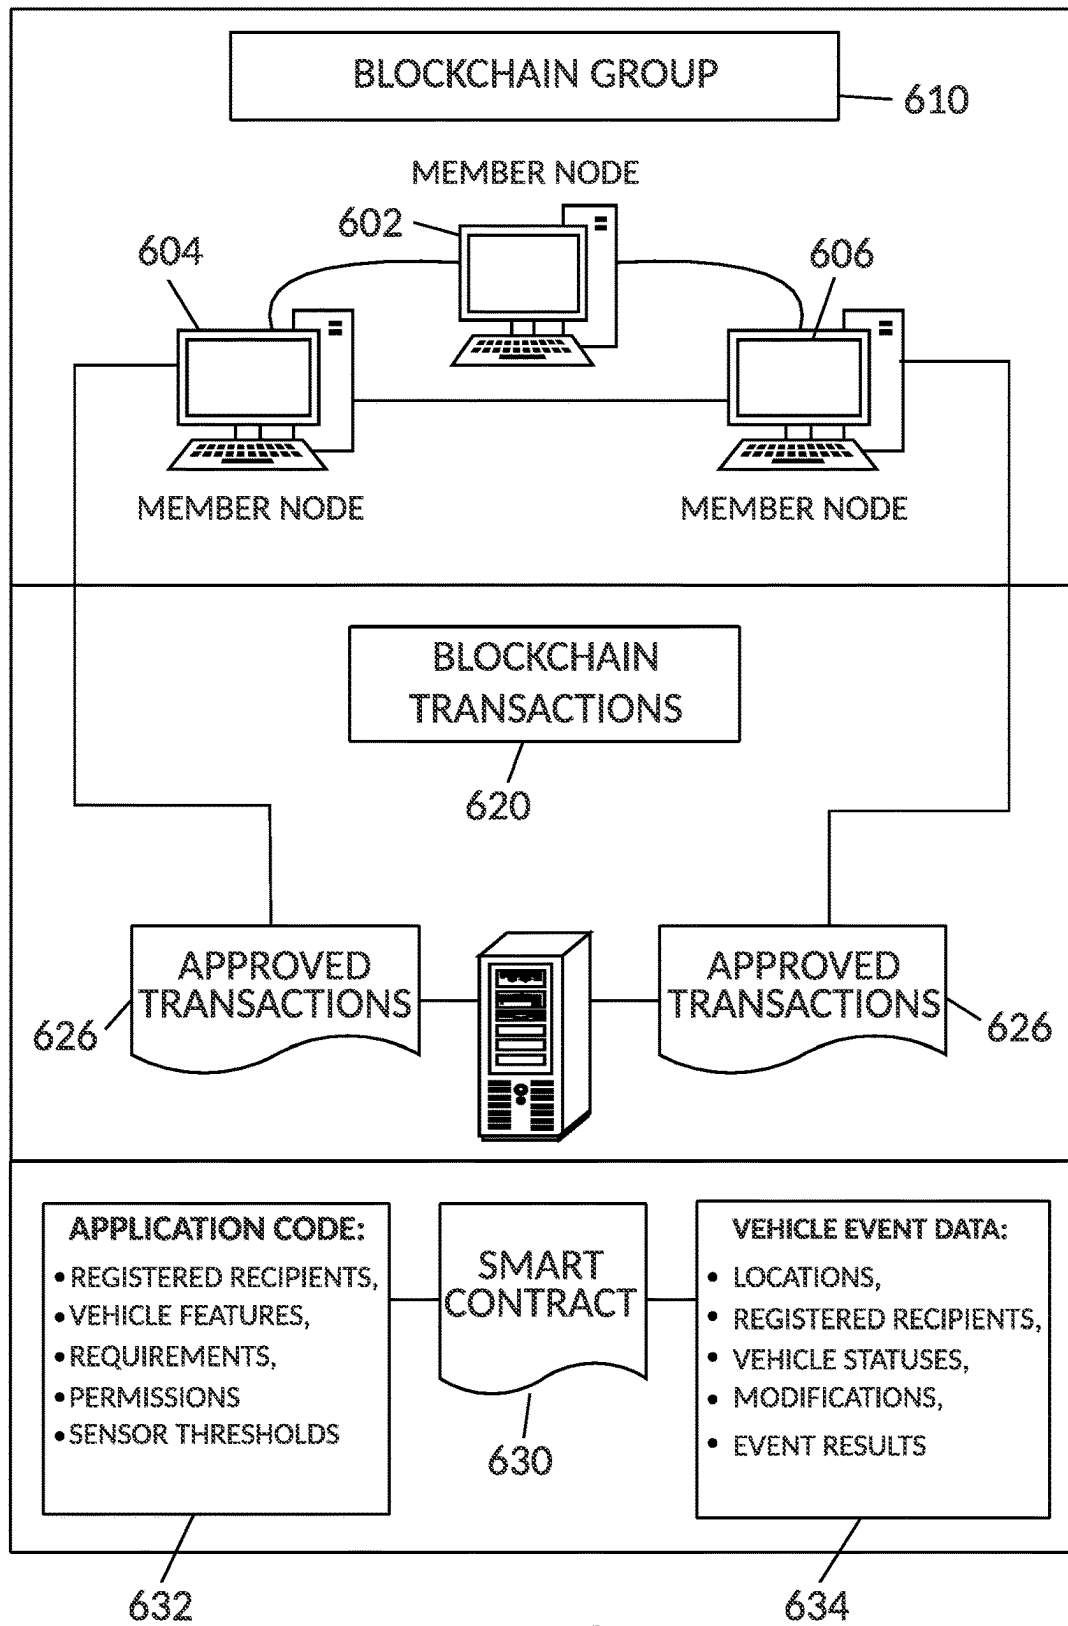 BLOCKCHAIN GROUP
610
MEMBER NODE
602
604
606
MEMBER NODE
MEMBER NODE
BLOCKCHAIN
TRANSACTIONS
620
APPROVED
TRANSACTIONS
626
APPROVED
TRANSACTIONS
626
APPLICATION CODE:
• REGISTERED RECIPIENTS,
• VEHICLE FEATURES,
• REQUIREMENTS,
• PERMISSIONS
• SENSOR THRESHOLDS
632
SMART
CONTRACT
630
VEHICLE EVENT DATA:
• LOCATIONS,
• REGISTERED RECIPIENTS,
• VEHICLE STATUSES,
• MODIFICATIONS,
• EVENT RESULTS
634